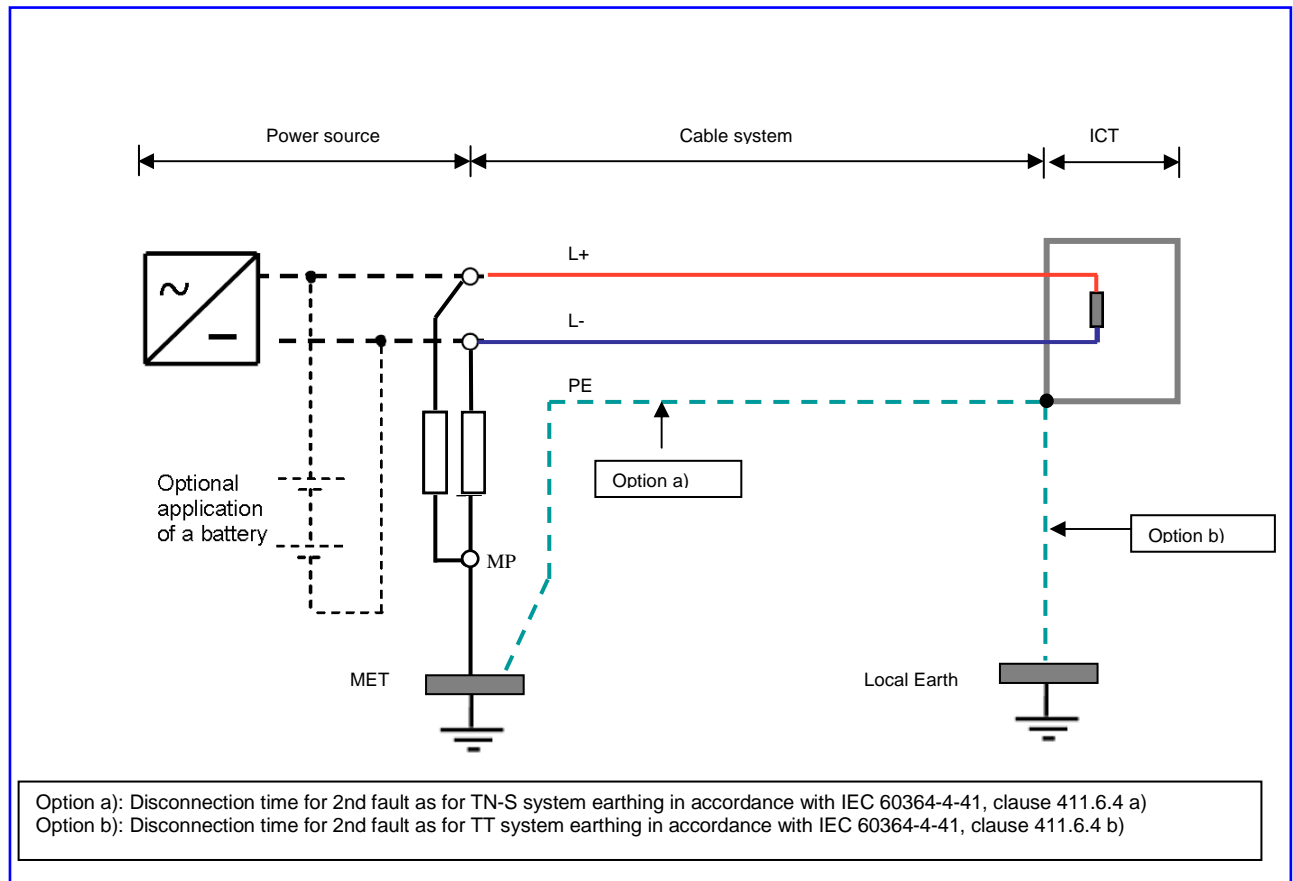 Power source
Cable system
ICT
L+
L-
PE
Option a)
Optional
application
of a battery
Option b)
MP
MET
Local Earth
Option a): Disconnection time for 2nd fault as for TN-S system earthing in accordance with IEC 60364-4-41, clause 411.6.4 a)
Option b): Disconnection time for 2nd fault as for TT system earthing in accordance with IEC 60364-4-41, clause 411.6.4 b)